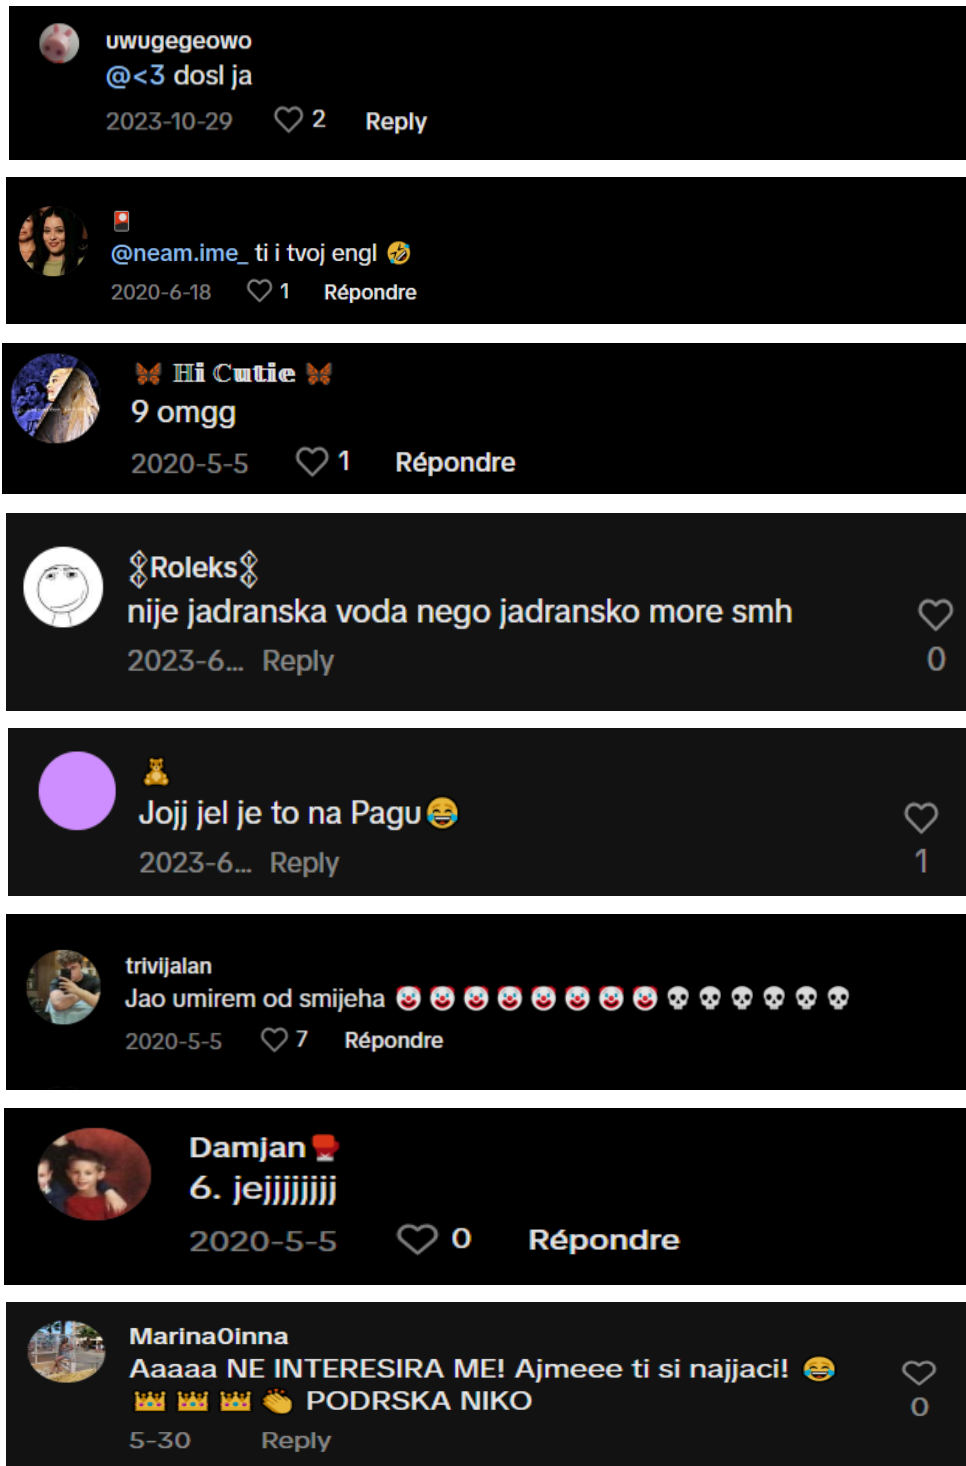 uwugegeowo
@<3 dosl ja
2023-10-29 2 Reply
@neam.ime_ ti i tvoj engl 🤣
2020-6-18 1 Répondre
🦋 ℍ𝕚 ℂ𝕦𝕥𝕚𝕖 🦋
9 omgg
2020-5-5 1 Répondre
Roleks
nije jadranska voda nego jadransko more smh
2023-6... Reply
0
🧸
Jojj jel je to na Pagu😂
2023-6... Reply
1
trivijalan
Jao umirem od smijeha 🤡🤡🤡🤡🤡🤡🤡🤡💀💀💀💀💀💀
2020-5-5 7 Répondre
Damjan
6. jejjjjjjjj
2020-5-5 0 Répondre
Marina0inna
Aaaaa NE INTERESIRA ME! Ajmeee ti si najjaci! 😂
👑👑👑👏 PODRSKA NIKO
5-30 Reply
0